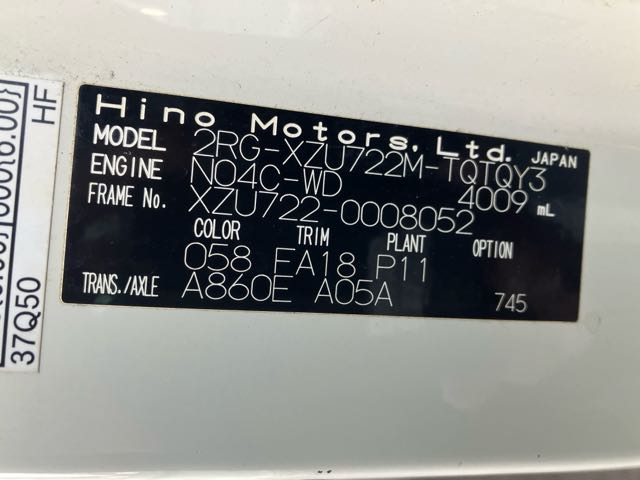 Hino Motors, Ltd. JAPAN
MODEL 2RG-XZU722M-TQTQY3
ENGINE N04C-WD 4009 mL
FRAME No. XZU722-0008052
COLOR TRIM PLANT OPTION
058 FA18 P11
TRANS./AXLE A860E A05A 745
HF
37Q50